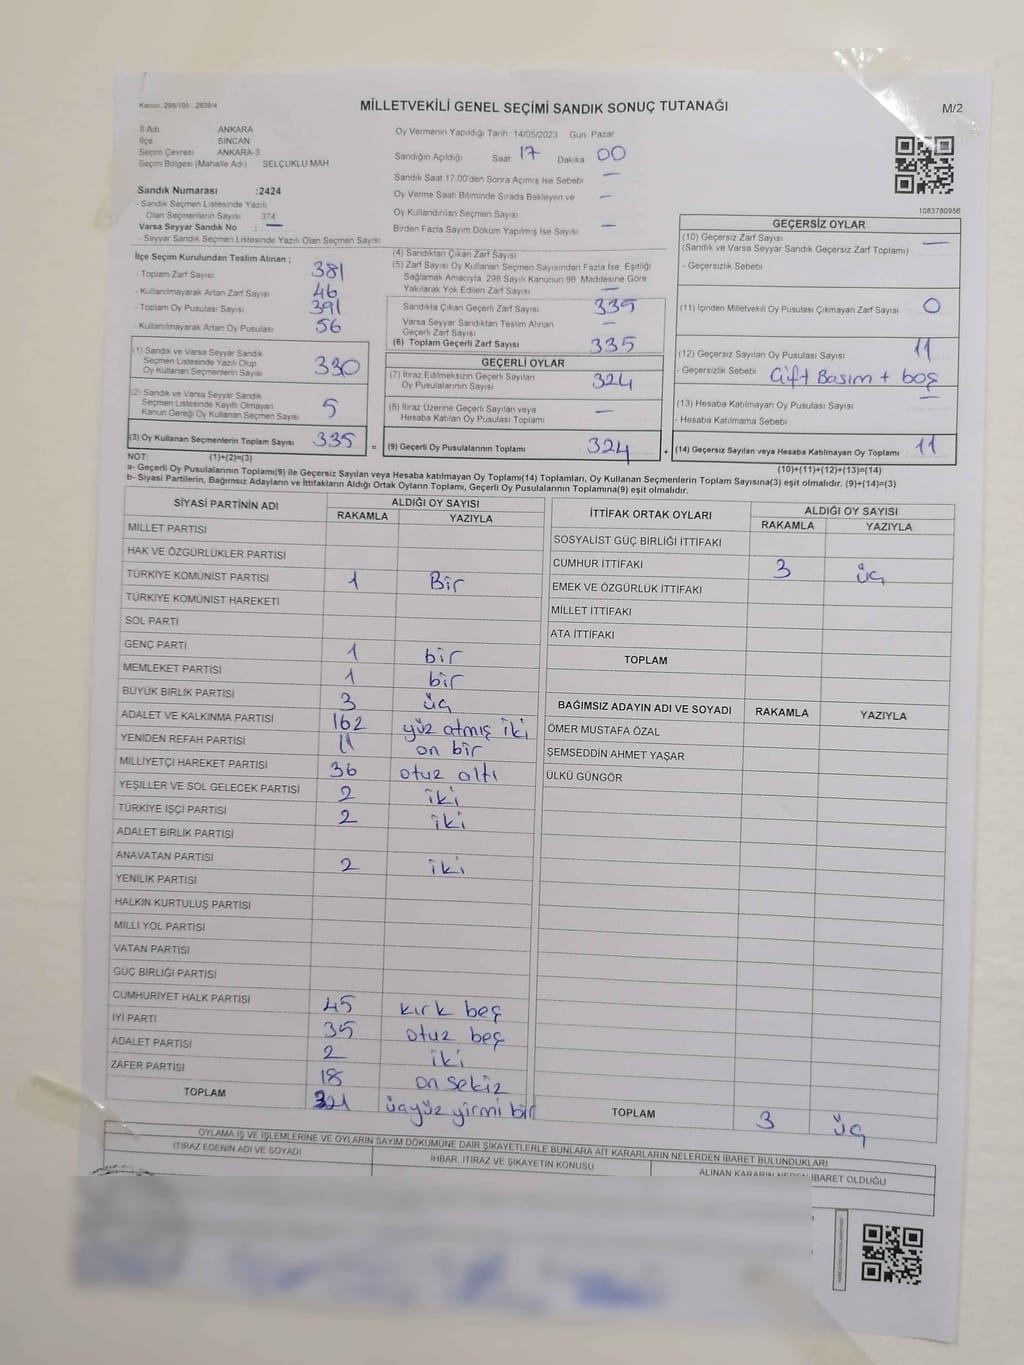 Kanun: 298/105 2839/4
MİLLETVEKİLİ GENEL SEÇİMİ SANDIK SONUÇ TUTANAĞI
M/2
İl Adı ANKARA
İlçe SİNCAN
Seçim Çevresi ANKARA-3
Seçim Bölgesi (Mahalle Adı) SELÇUKLU MAH.
Sandık Numarası :2424
- Sandık Seçmen Listesinde Yazılı
Olan Seçmenlerin Sayısı 374
Varsa Seyyar Sandık No : —
- Seyyar Sandık Seçmen Listesinde Yazılı Olan Seçmen Sayısı
Oy Vermenin Yapıldığı Tarih 14/05/2023 Gün Pazar
Sandığın Açıldığı Saat 17 Dakika 00
Sandık Saat 17.00'den Sonra Açımış İse Sebebi —
Oy Verme Saati Bitiminde Sırada Bekleyen ve —
Oy Kullandırılan Seçmen Sayısı
Birden Fazla Sayım Döküm Yapılmış İse Sayısı —
1083780956
İlçe Seçim Kurulundan Teslim Alınan ;
- Toplam Zarf Sayısı 381
- Kullanılmayarak Artan Zarf Sayısı 46
- Toplam Oy Pusulası Sayısı 391
- Kullanılmayarak Artan Oy Pusulası 56
(1) Sandık ve Varsa Seyyar Sandık
Seçmen Listesinde Yazılı Olup
Oy Kullanan Seçmenlerin Sayısı 330
(2) Sandık ve Varsa Seyyar Sandık
Seçmen Listesinde Kayıtlı Olmayan
Kanun Gereği Oy Kullanan Seçmen Sayısı 5
(3) Oy Kullanan Seçmenlerin Toplam Sayısı 335 =
(4) Sandıktan Çıkan Zarf Sayısı
(5) Zarf Sayısı Oy Kullanan Seçmen Sayısından Fazla İse, Eşitliği
Sağlamak Amacıyla 298 Sayılı Kanunun 98. Maddesine Göre
Yakılarak Yok Edilen Zarf Sayısı —
Sandıkta Çıkan Geçerli Zarf Sayısı 335
Varsa Seyyar Sandıktan Teslim Alınan
Geçerli Zarf Sayısı —
(6) Toplam Geçerli Zarf Sayısı 335
GEÇERLİ OYLAR
(7) İtiraz Edilmeksizin Geçerli Sayılan
Oy Pusulalarının Sayısı 324
(8) İtiraz Üzerine Geçerli Sayılan veya
Hesaba Katılan Oy Pusulası Toplamı —
(9) Geçerli Oy Pusulalarının Toplamı 324 +
GEÇERSİZ OYLAR
(10) Geçersiz Zarf Sayısı —
(Sandık ve Varsa Seyyar Sandık Geçersiz Zarf Toplamı)
- Geçersizlik Sebebi
(11) İçinden Milletvekili Oy Pusulası Çıkmayan Zarf Sayısı 0
(12) Geçersiz Sayılan Oy Pusulası Sayısı 11
- Geçersizlik Sebebi Çift Basım + boş
(13) Hesaba Katılmayan Oy Pusulası Sayısı —
- Hesaba Katılmama Sebebi
(14) Geçersiz Sayılan veya Hesaba Katılmayan Oy Toplamı 11
NOT: (1)+(2)=(3)
(10)+(11)+(12)+(13)=(14)
a- Geçerli Oy Pusulalarının Toplamı(9) ile Geçersiz Sayılan veya Hesaba Katılmayan Oy Toplamı(14) Toplamları, Oy Kullanan Seçmenlerin Toplam Sayısına(3) eşit olmalıdır. (9)+(14)=(3)
b- Siyasi Partilerin, Bağımsız Adayların ve İttifakların Aldığı Ortak Oyların Toplamı, Geçerli Oy Pusulalarının Toplamına(9) eşit olmalıdır.
SİYASİ PARTİNİN ADI ALDIĞI OY SAYISI
RAKAMLA YAZIYLA
MİLLET PARTİSİ
HAK VE ÖZGÜRLÜKLER PARTİSİ
TÜRKİYE KOMÜNİST PARTİSİ 1 Bir
TÜRKİYE KOMÜNİST HAREKETİ
SOL PARTİ
GENÇ PARTİ 1 bir
MEMLEKET PARTİSİ 1 bir
BÜYÜK BİRLİK PARTİSİ 3 üç
ADALET VE KALKINMA PARTİSİ 162 yüz atmış iki
YENİDEN REFAH PARTİSİ 11 on bir
MİLLİYETÇİ HAREKET PARTİSİ 36 otuz altı
YEŞİLLER VE SOL GELECEK PARTİSİ 2 iki
TÜRKİYE İŞÇİ PARTİSİ 2 iki
ADALET BİRLİK PARTİSİ
ANAVATAN PARTİSİ 2 iki
YENİLİK PARTİSİ
HALKIN KURTULUŞ PARTİSİ
MİLLİ YOL PARTİSİ
VATAN PARTİSİ
GÜÇ BİRLİĞİ PARTİSİ
CUMHURİYET HALK PARTİSİ 45 kırk beş
İYİ PARTİ 35 otuz beş
ADALET PARTİSİ 2 iki
ZAFER PARTİSİ 18 on sekiz
TOPLAM 321 üçyüz yirmi bir
İTTİFAK ORTAK OYLARI ALDIĞI OY SAYISI
RAKAMLA YAZIYLA
SOSYALİST GÜÇ BİRLİĞİ İTTİFAKI
CUMHUR İTTİFAKI 3 üç
EMEK VE ÖZGÜRLÜK İTTİFAKI
MİLLET İTTİFAKI
ATA İTTİFAKI
TOPLAM
BAĞIMSIZ ADAYIN ADI VE SOYADI RAKAMLA YAZIYLA
ÖMER MUSTAFA ÖZAL
ŞEMSEDDİN AHMET YAŞAR
ÜLKÜ GÜNGÖR
TOPLAM 3 üç
OYLAMA İŞ VE İŞLEMLERİNE VE OYLARIN SAYIM DÖKÜMÜNE DAİR ŞİKAYETLERLE BUNLARA AİT KARARLARIN NELERDEN İBARET BULUNDUKLARI
İTİRAZ EDENİN ADI VE SOYADI İHBAR, İTİRAZ VE ŞİKAYETİN KONUSU ALINAN KARARIN NEDEN İBARET OLDUĞU